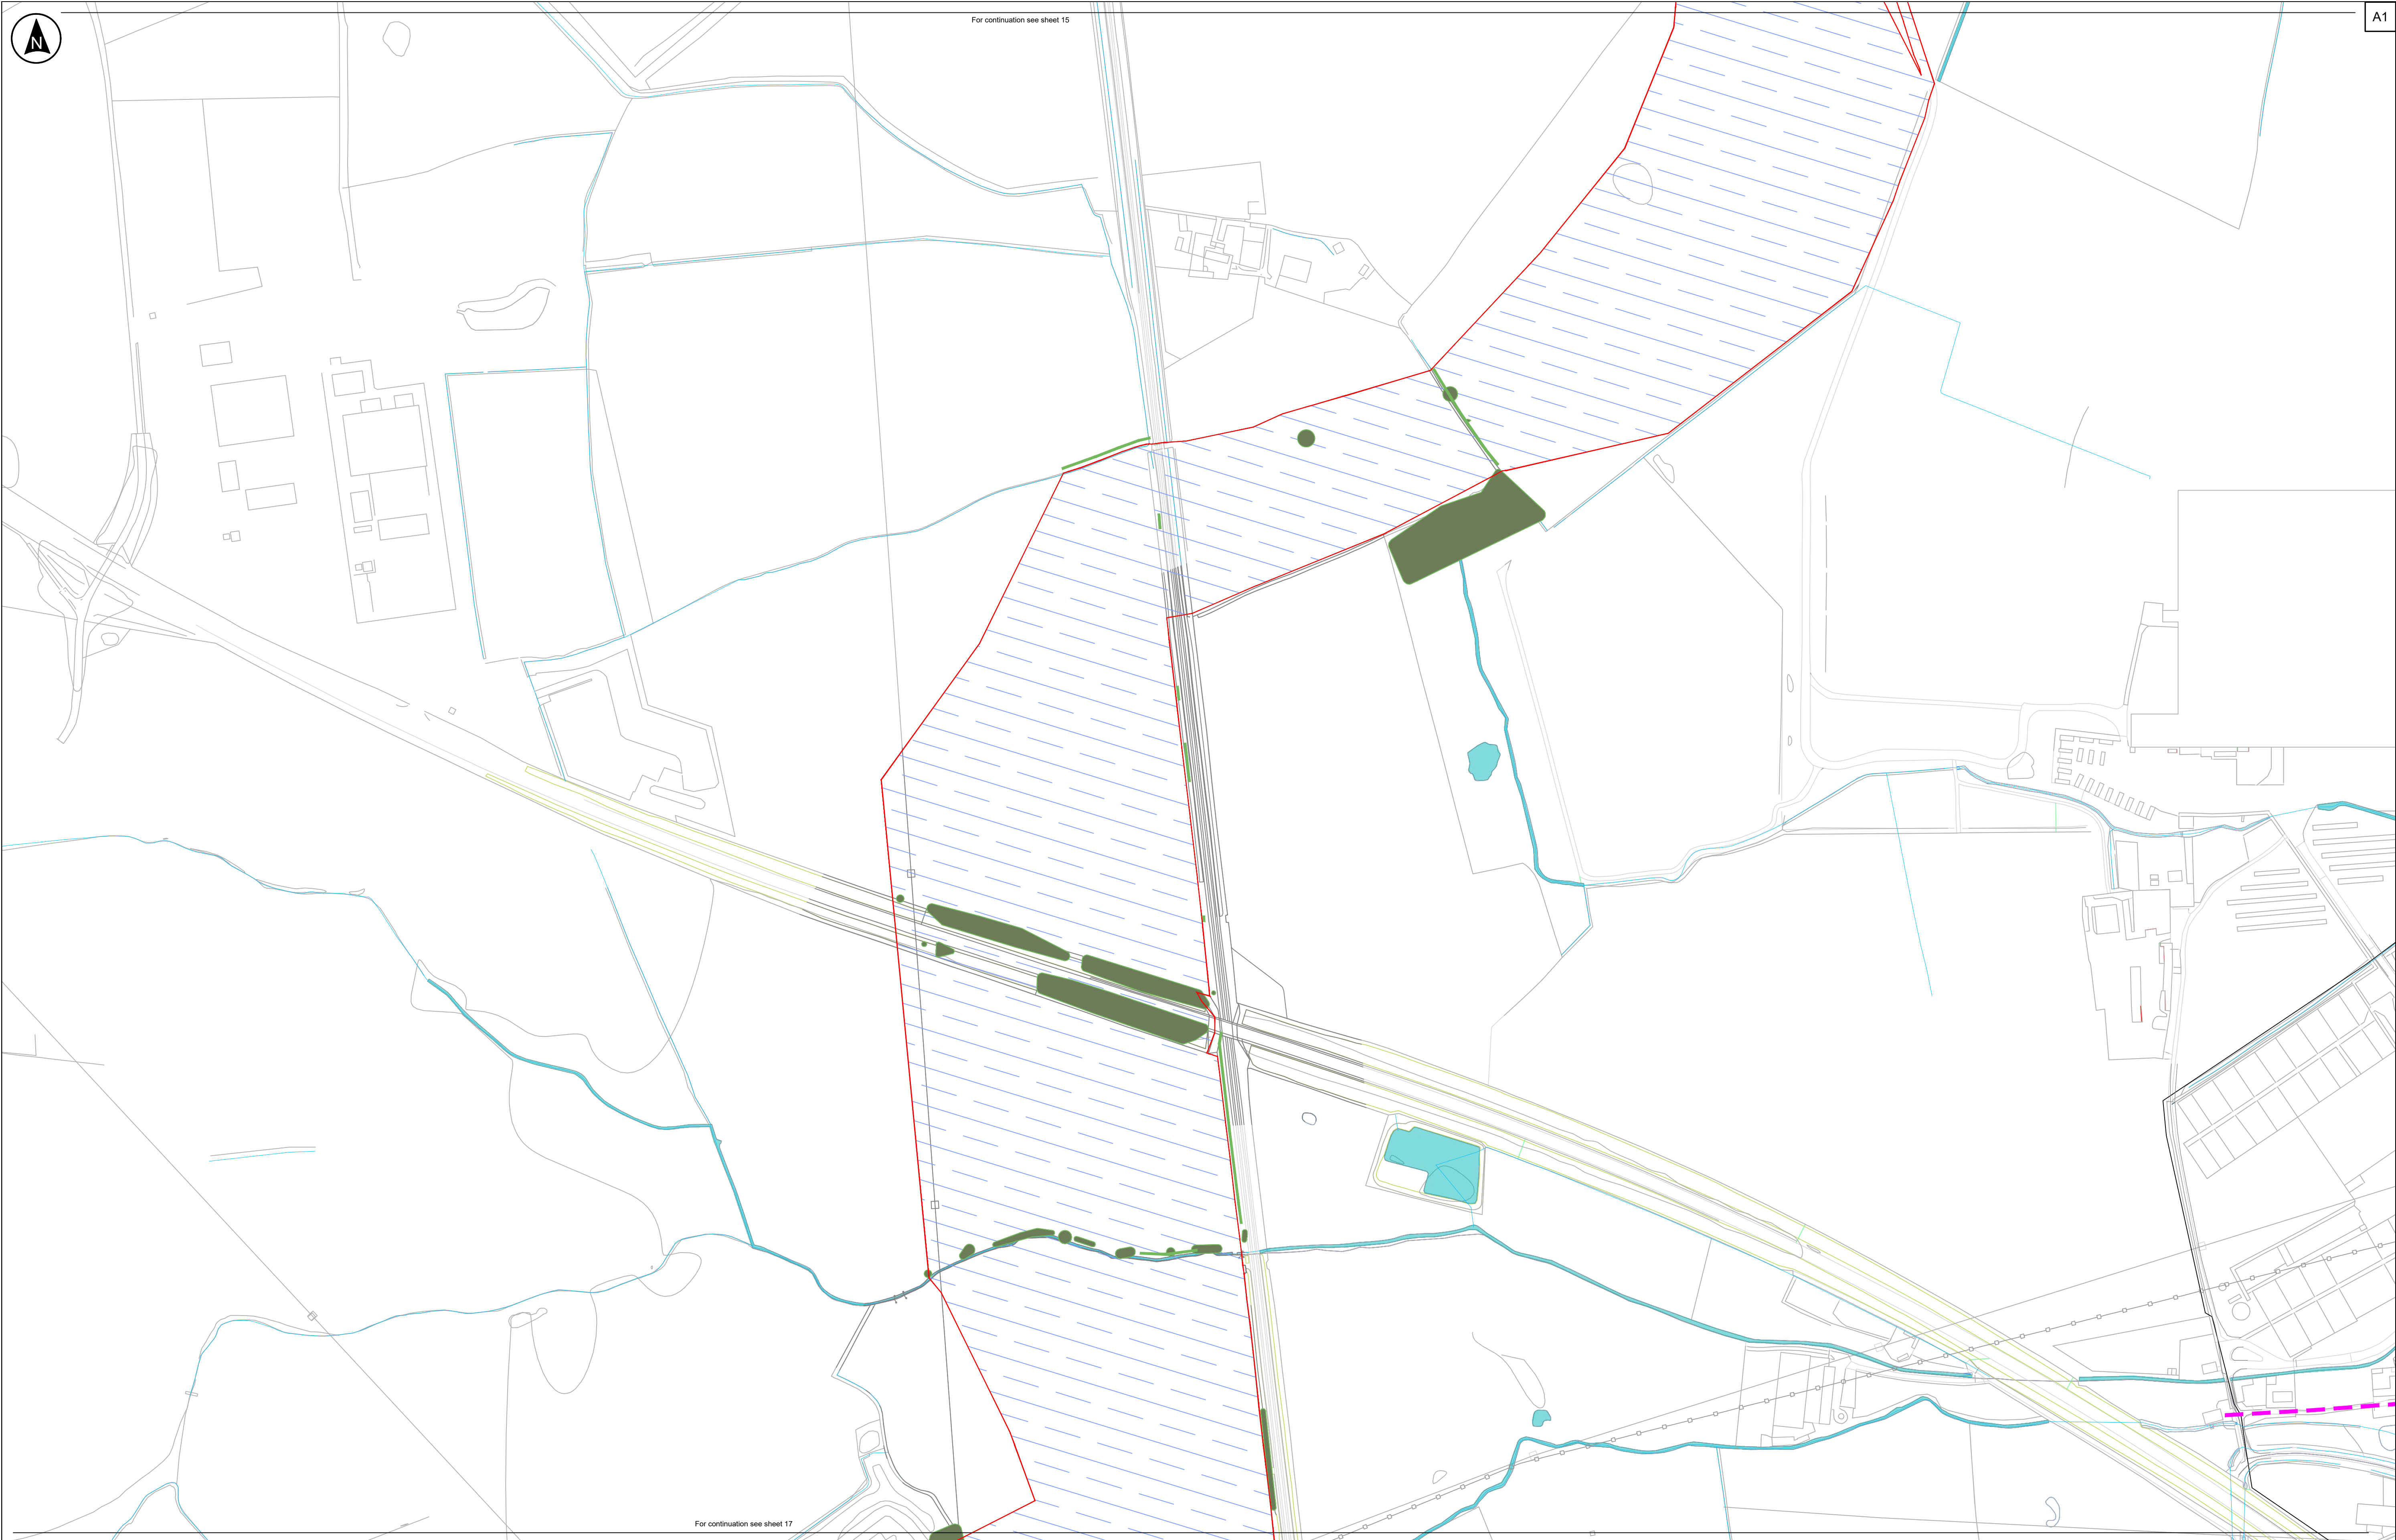 For continuation see sheet 15
A1
N
For continuation see sheet 17